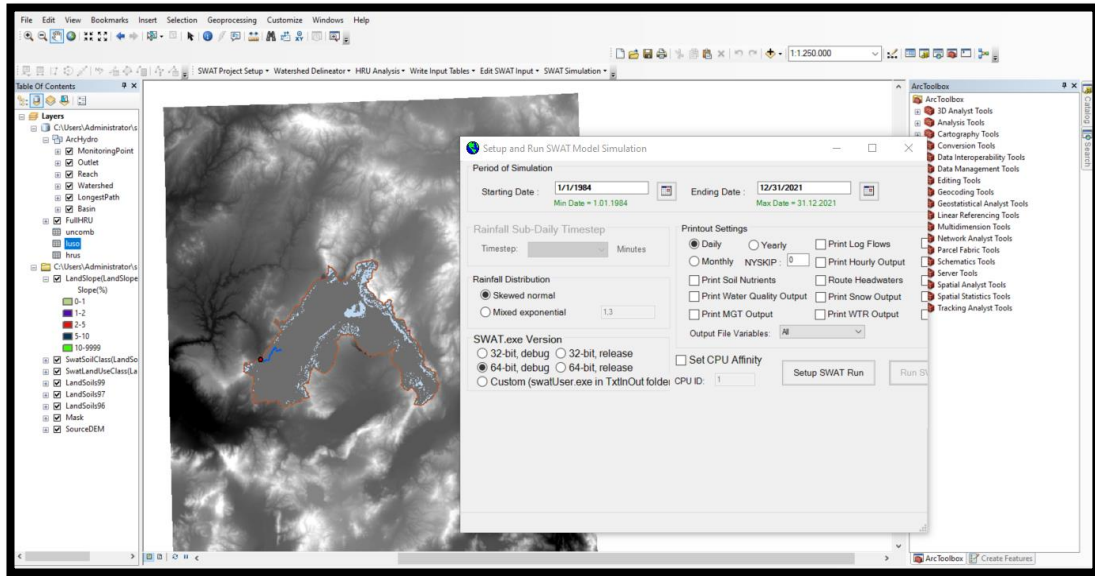 File Edit View Bookmarks Insert Selection Geoprocessing Customize Windows Help
1:1.250.000
SWAT Project Setup Watershed Delineator HRU Analysis Write Input Tables Edit SWAT Input SWAT Simulation
Table Of Contents
Layers
C:\Users\Administrator\s
ArcHydro
MonitoringPoint
Outlet
Reach
Watershed
LongestPath
Basin
FullHRU
uncomb
luso
hrus
C:\Users\Administrator\s
LandSlope(LandSlope
Slope(%)
0-1
1-2
2-5
5-10
10-9999
SwatSoilClass(LandSo
SwatLandUseClass(La
LandSoils99
LandSoils97
LandSoils96
Mask
SourceDEM
Setup and Run SWAT Model Simulation
Period of Simulation
Starting Date : 1/1/1984
Min Date = 1.01.1984
Ending Date : 12/31/2021
Max Date = 31.12.2021
Rainfall Sub-Daily Timestep
Timestep: Minutes
Rainfall Distribution
Skewed normal
Mixed exponential 1,3
SWAT.exe Version
32-bit, debug 32-bit, release
64-bit, debug 64-bit, release
Custom (swatUser.exe in TxtInOut folder
Printout Settings
Daily Yearly Print Log Flows
Monthly NYSKIP : 0 Print Hourly Output
Print Soil Nutrients Route Headwaters
Print Water Quality Output Print Snow Output
Print MGT Output Print WTR Output
Output File Variables: All
Set CPU Affinity
CPU ID: 1
Setup SWAT Run
Run S
ArcToolbox
ArcToolbox
3D Analyst Tools
Analysis Tools
Cartography Tools
Conversion Tools
Data Interoperability Tools
Data Management Tools
Editing Tools
Geocoding Tools
Geostatistical Analyst Tools
Linear Referencing Tools
Multidimension Tools
Network Analyst Tools
Parcel Fabric Tools
Schematics Tools
Server Tools
Spatial Analyst Tools
Spatial Statistics Tools
Tracking Analyst Tools
Catalog
Search
ArcToolbox Create Features